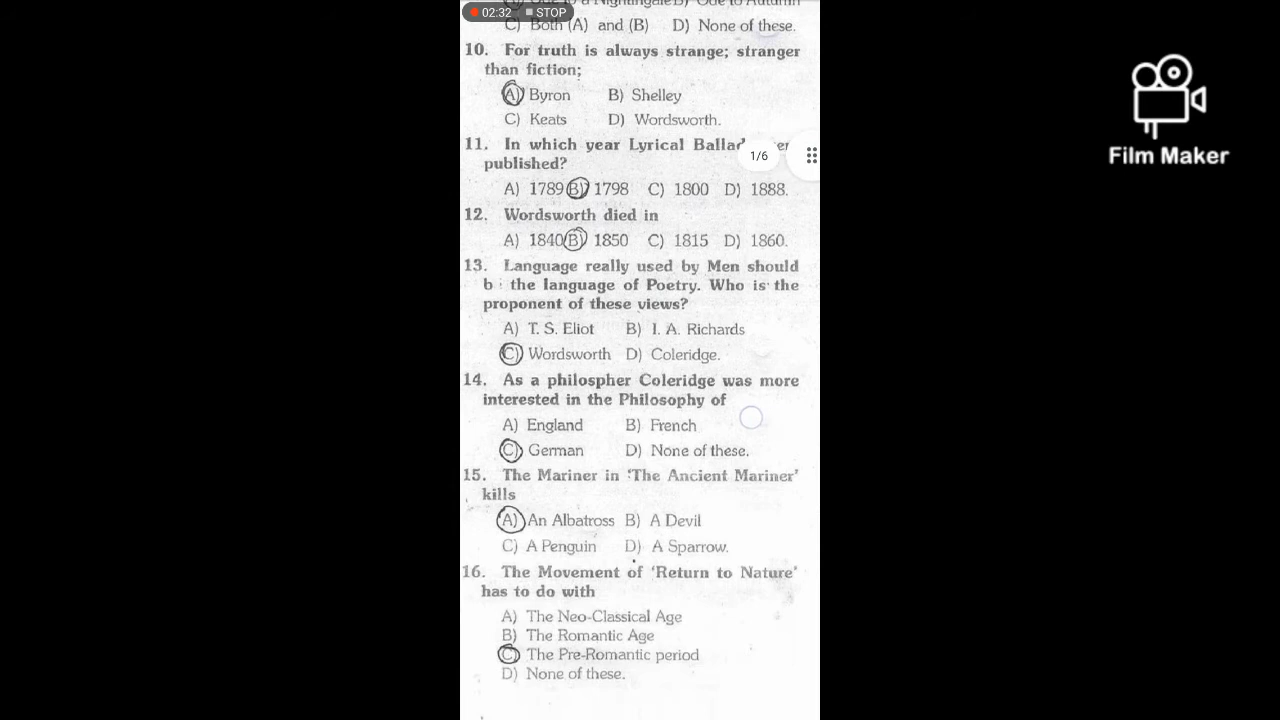 02:32 STOP
C) Both (A) and (B) D) None of these.
10. For truth is always strange; stranger
than fiction;
A) Byron B) Shelley
C) Keats D) Wordsworth.
11. In which year Lyrical Ballad
published?
1/6
A) 1789 B) 1798 C) 1800 D) 1888.
12. Wordsworth died in
A) 1840 B) 1850 C) 1815 D) 1860.
13. Language really used by Men should
b the language of Poetry. Who is the
proponent of these views?
A) T. S. Eliot B) I. A. Richards
C) Wordsworth D) Coleridge.
14. As a philospher Coleridge was more
interested in the Philosophy of
A) England B) French
C) German D) None of these.
15. The Mariner in 'The Ancient Mariner'
kills
A) An Albatross B) A Devil
C) A Penguin D) A Sparrow.
16. The Movement of 'Return to Nature'
has to do with
A) The Neo-Classical Age
B) The Romantic Age
C) The Pre-Romantic period
D) None of these.
Film Maker